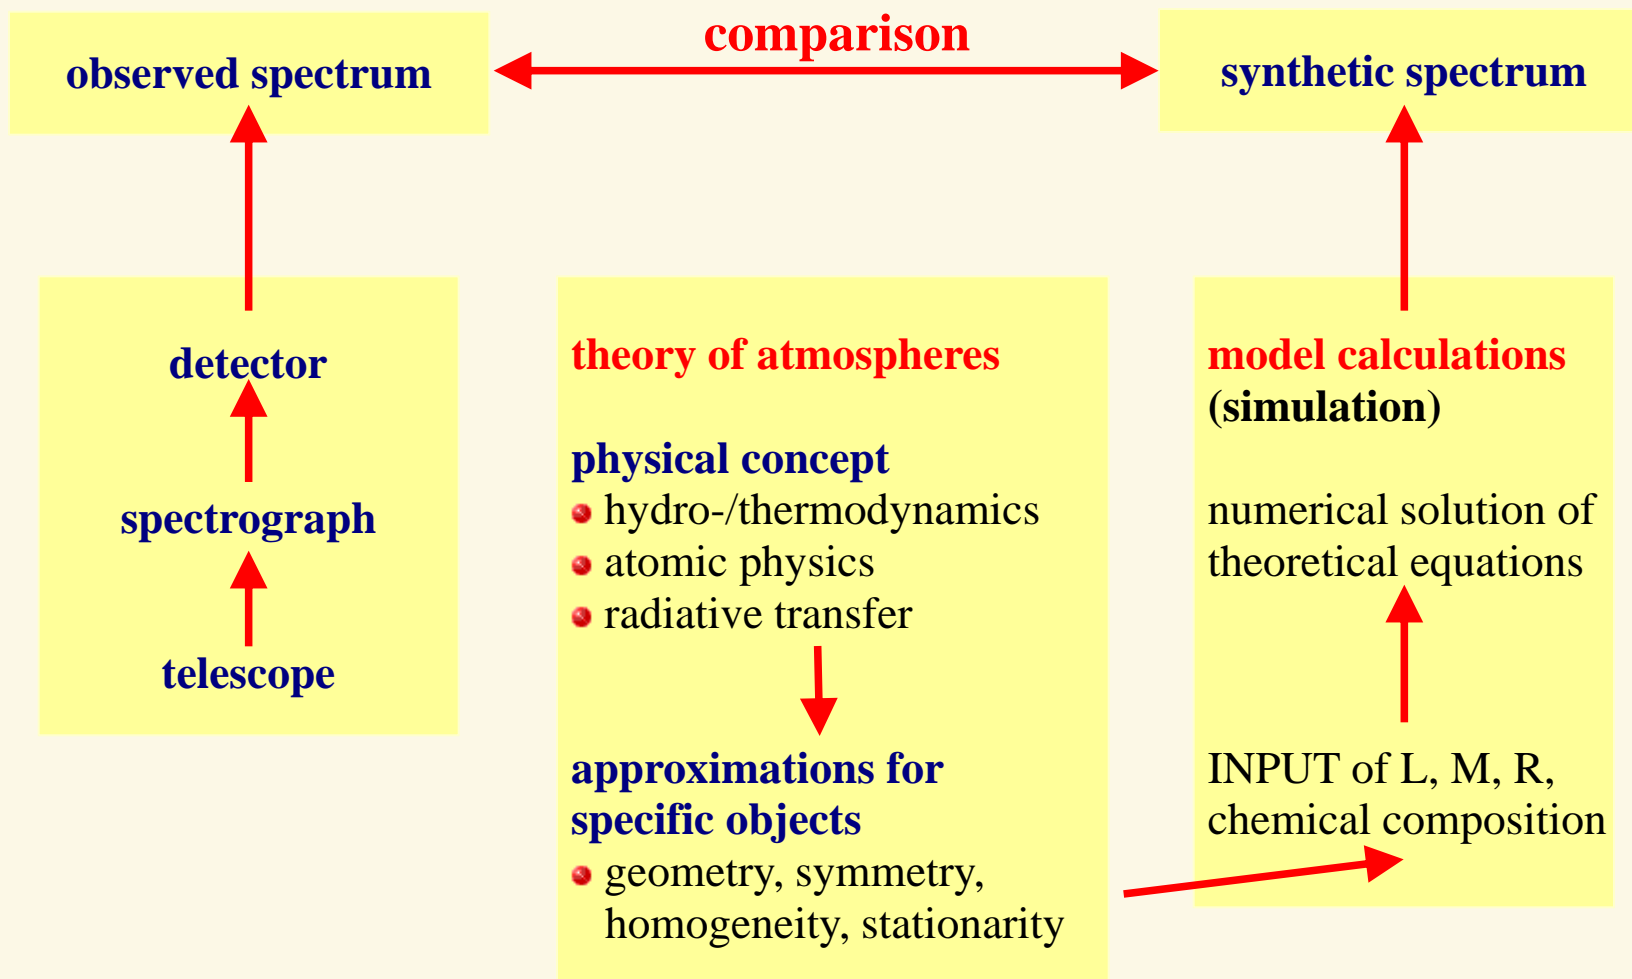 comparison
observed spectrum
synthetic spectrum
detector
spectrograph
telescope
theory of atmospheres
physical concept
hydro-/thermodynamics
atomic physics
radiative transfer
approximations for
specific objects
geometry, symmetry,
homogeneity, stationarity
model calculations
(simulation)
numerical solution of
theoretical equations
INPUT of L, M, R,
chemical composition